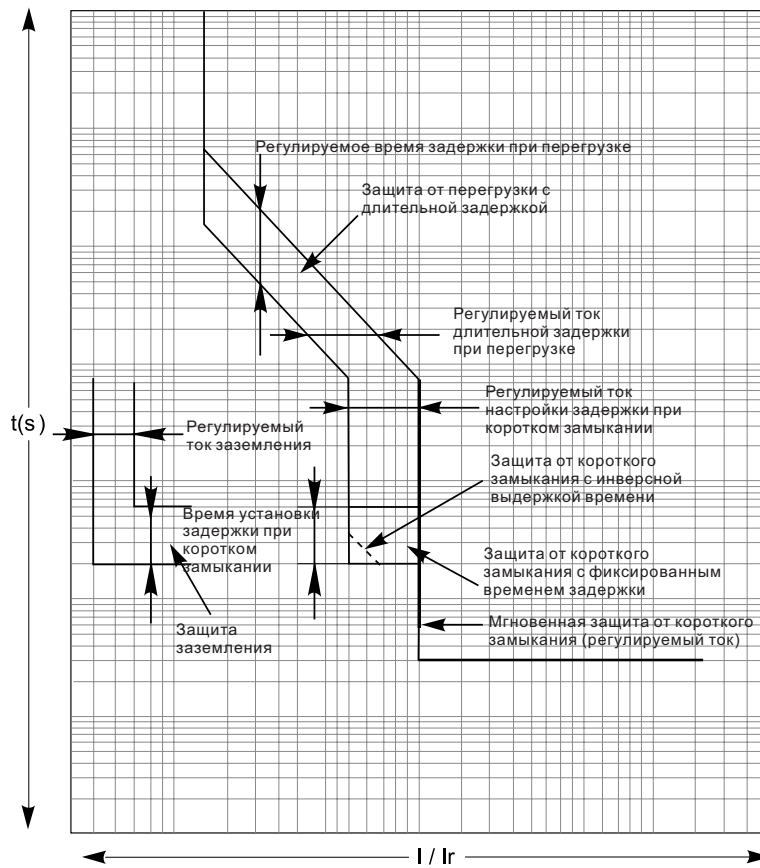 Регулируемое время задержки при перегрузке
Защита от перегрузки с
длительной задержкой
Регулируемый ток
длительной задержки
при перегрузке
Регулируемый ток
настройки задержки при
коротком замыкании
t(s)
Регулируемый
ток заземления
Защита от короткого
замыкания с инверсной
выдержкой времени
Время установки
задержки при
коротком
замыкании
Защита от короткого
замыкания с фиксированным
временем задержки
Защита
заземления
Мгновенная защита от короткого
замыкания (регулируемый ток)
I / Ir